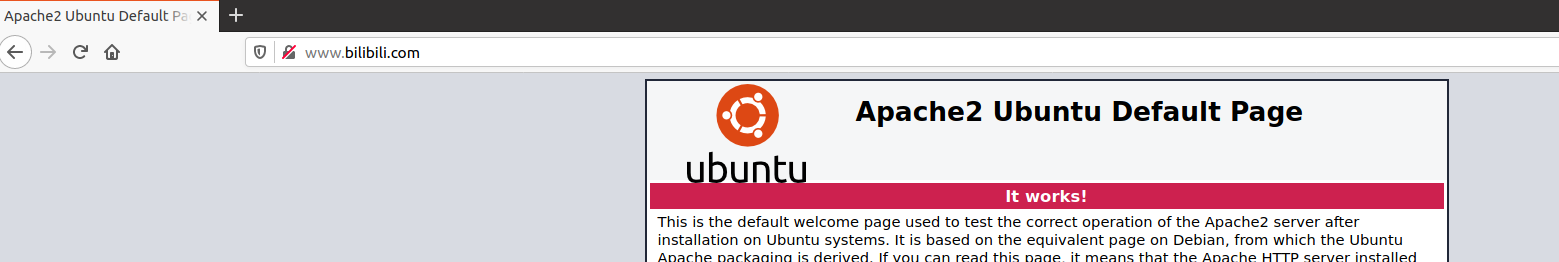 Apache2 Ubuntu Default Pa
www.bilibili.com
Apache2 Ubuntu Default Page
ubuntu
It works!
This is the default welcome page used to test the correct operation of the Apache2 server after
installation on Ubuntu systems. It is based on the equivalent page on Debian, from which the Ubuntu
Apache packaging is derived. If you can read this page, it means that the Apache HTTP server installed